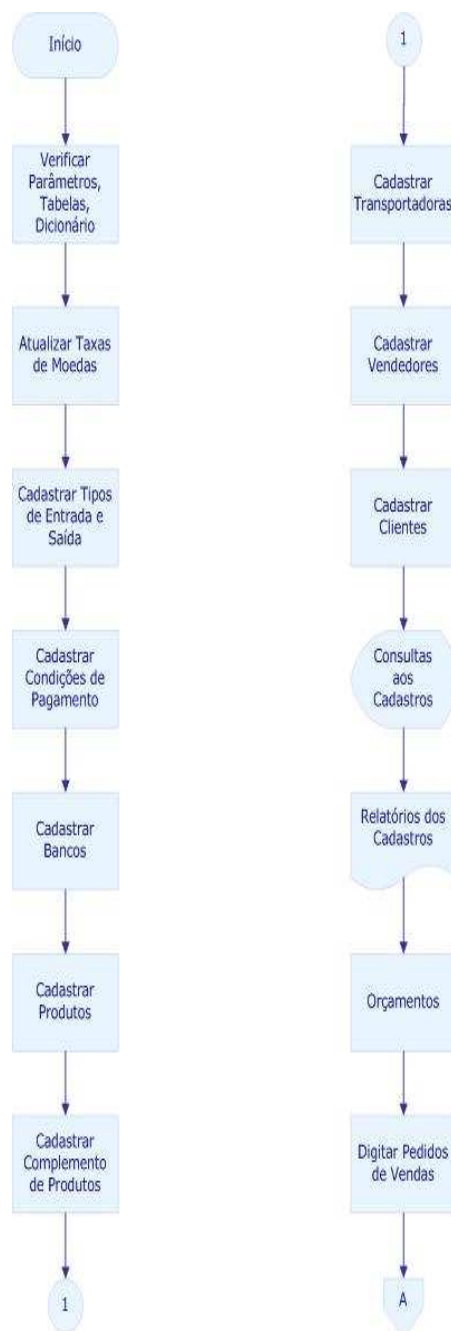 Início
Verificar
Parâmetros,
Tabelas,
Dicionário
Atualizar Taxas
de Moedas
Cadastrar Tipos
de Entrada e
Saída
Cadastrar
Condições de
Pagamento
Cadastrar
Bancos
Cadastrar
Produtos
Cadastrar
Complemento
de Produtos
1
1
Cadastrar
Transportadoras
Cadastrar
Vendedores
Cadastrar
Clientes
Consultas
aos
Cadastros
Relatórios dos
Cadastros
Orçamentos
Digitar Pedidos
de Vendas
A